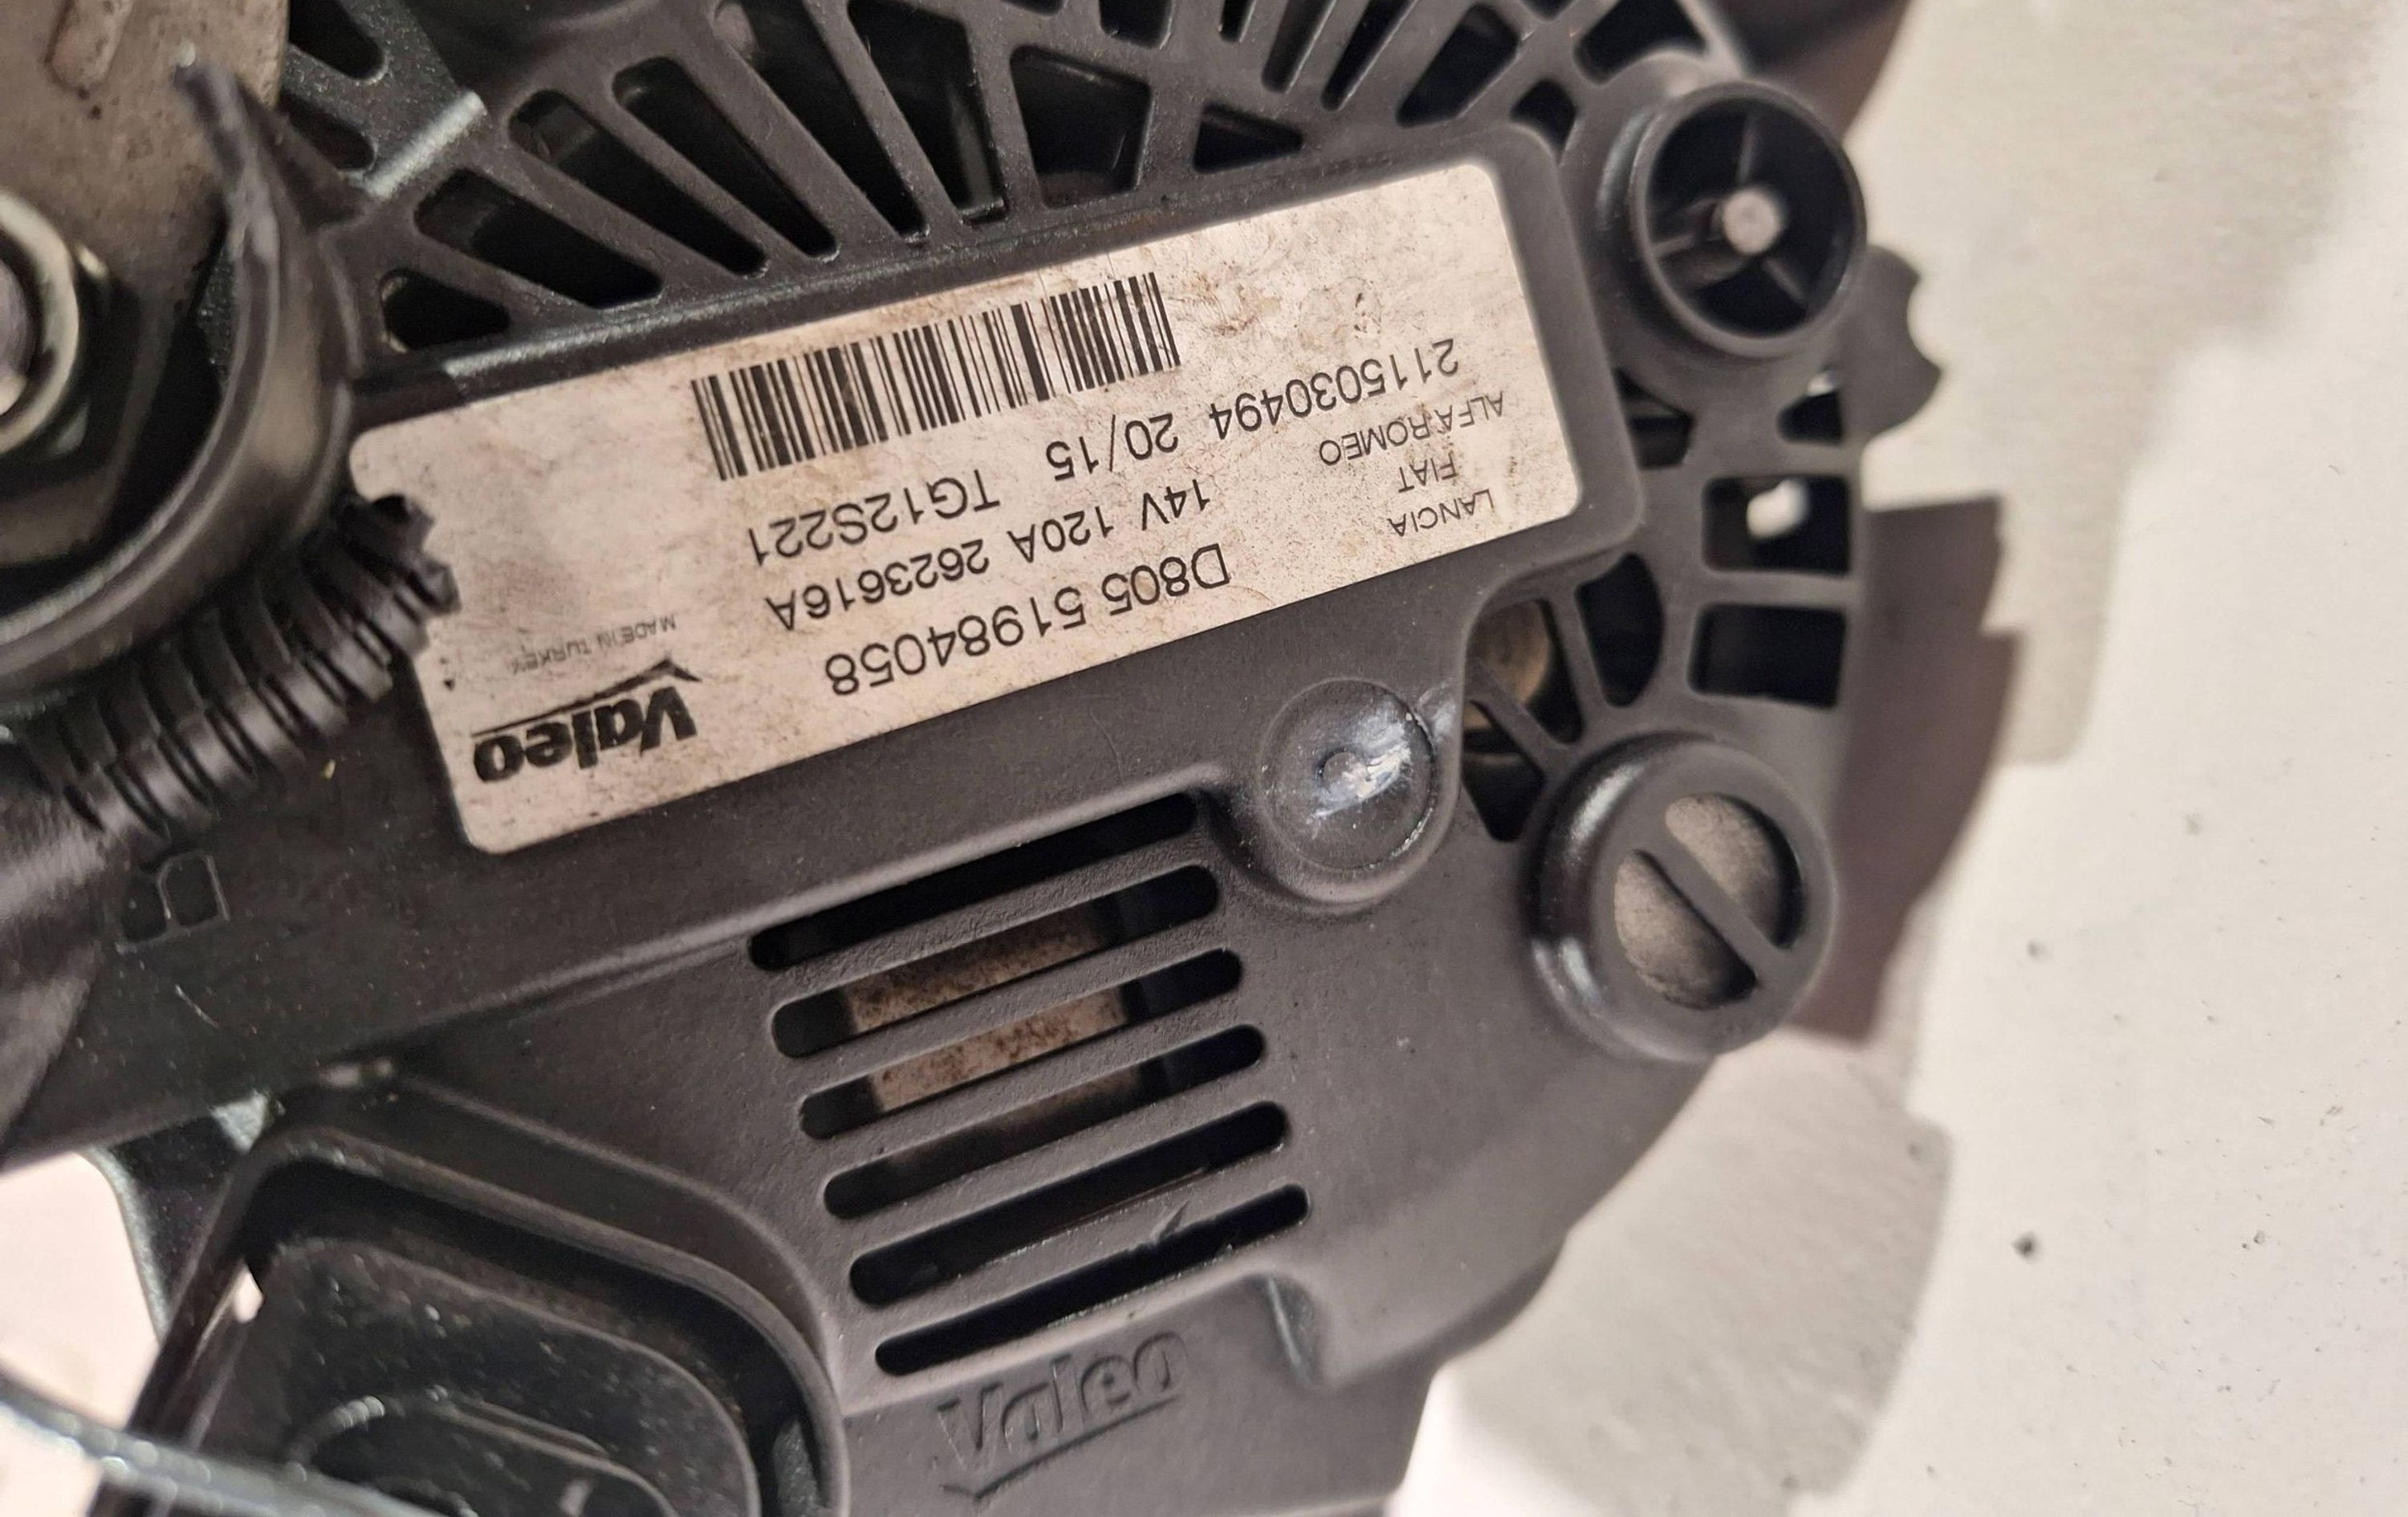 Valeo
MADE IN TURKEY
D805 51984058
14V 120A 2623616A
TG12S221
20/15
2115030494
LANCIA
FIAT
ALFA ROMEO
Valeo